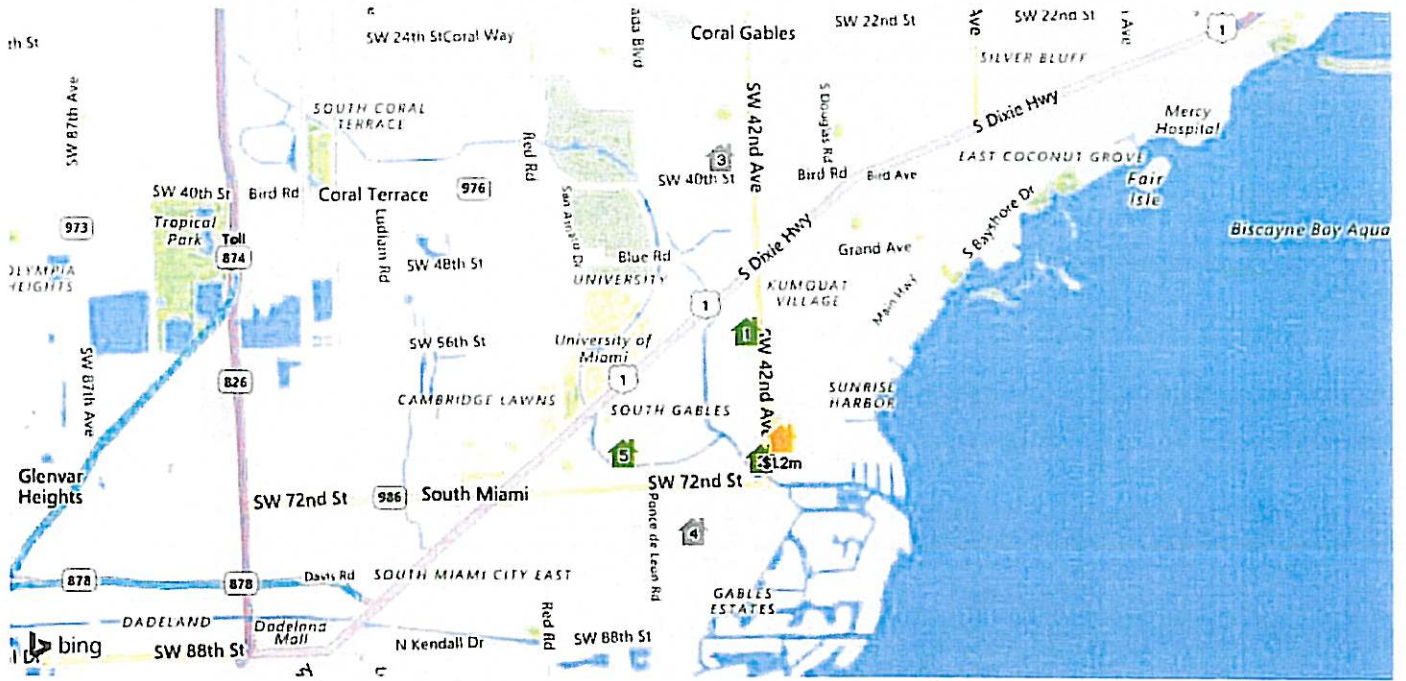 Coral Gables
SW 22nd St
Ave
SW 22nd St
Ave
1
SW 24th St Coral Way
th St
SILVER BLUFF
SW 87th Ave
SOUTH CORAL
TERRACE
SW 42nd Ave
S Douglas Rd
S Dixie Hwy
Mercy
Hospital
Red Rd
3
EAST COCONUT GROVE
SW 40th St
Bird Rd
Coral Terrace
976
SW 40th St
Bird Rd
Bird Ave
Fair
Isle
973
Tropical
Park
Toll
874
Ludlam Rd
S Bayshore Dr
Biscayne Bay Aqua
SW 48th St
Blue Rd
S Dixie Hwy
Grand Ave
OLYMPIA
HEIGHTS
UNIVERSITY
KUMQUAT
VILLAGE
Main Hwy
1
1
SW 56th St
University of
Miami
SW 42nd Ave
SW 87th Ave
826
1
CAMBRIDGE LAWNS
SOUTH GABLES
SUNRISE
HARBOR
5
$1.2m
Glenvar
Heights
SW 72nd St
986
South Miami
SW 72nd St
Ponce de Leon Rd
4
878
878
Davis Rd
SOUTH MIAMI CITY EAST
GABLES
ESTATES
DADELAND
Dadeland
Mall
Red Rd
bing
SW 88th St
N Kendall Dr
SW 88th St